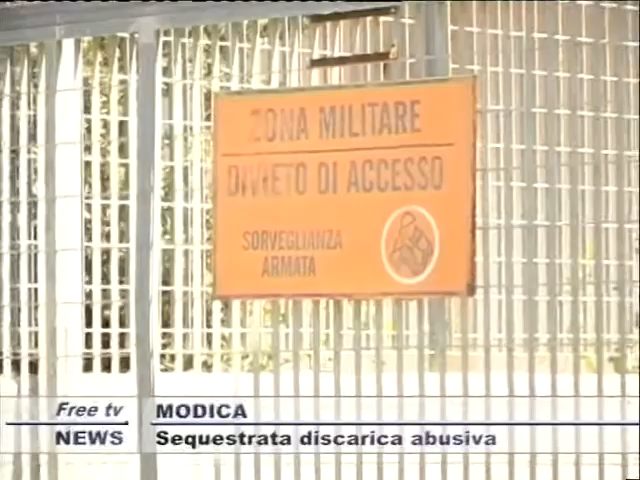 ZONA MILITARE
DIVIETO DI ACCESSO
SORVEGLIANZA
ARMATA
Free tv
NEWS
MODICA
Sequestrata discarica abusiva